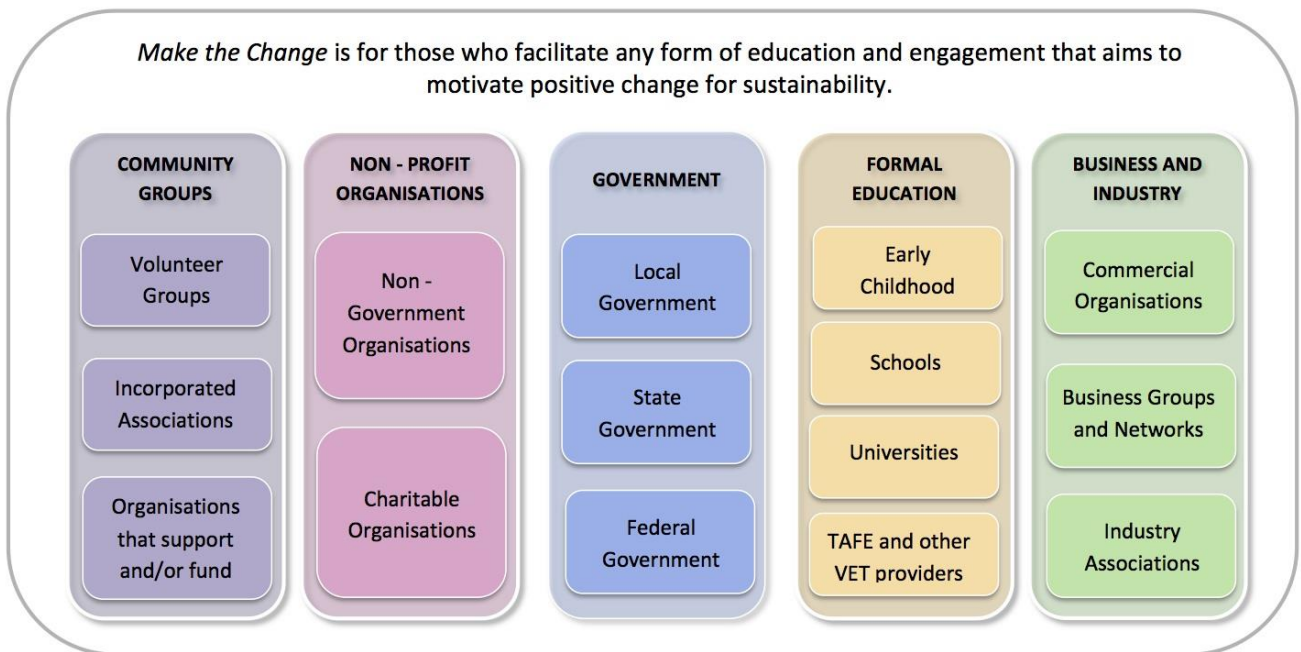 Make the Change is for those who facilitate any form of education and engagement that aims to
motivate positive change for sustainability.
COMMUNITY
GROUPS
Volunteer
Groups
Incorporated
Associations
Organisations
that support
and/or fund
NON - PROFIT
ORGANISATIONS
Non -
Government
Organisations
Charitable
Organisations
GOVERNMENT
Local
Government
State
Government
Federal
Government
FORMAL
EDUCATION
Early
Childhood
Schools
Universities
TAFE and other
VET providers
BUSINESS AND
INDUSTRY
Commercial
Organisations
Business Groups
and Networks
Industry
Associations